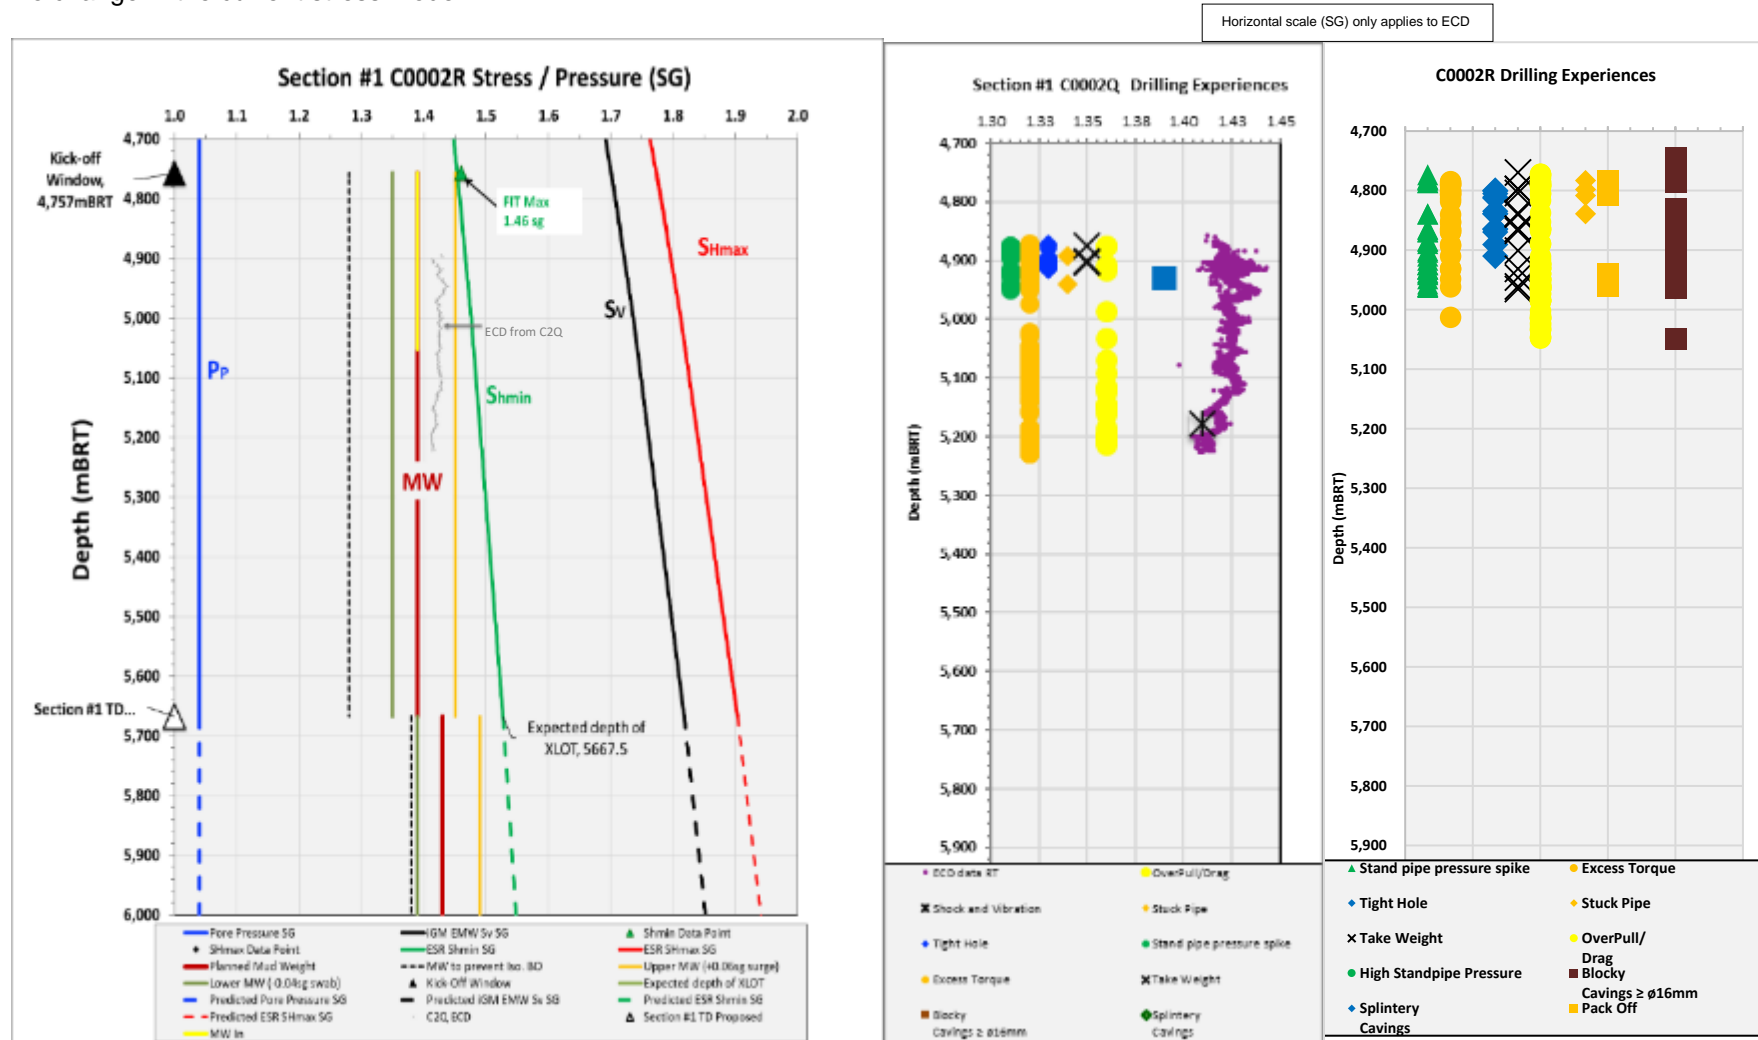 Horizontal scale (SG) only applies to ECD
Section #1 C0002R Stress / Pressure (SG)
1.0 1.1 1.2 1.3 1.4 1.5 1.6 1.7 1.8 1.9 2.0
4,700
4,800
4,900
5,000
5,100
5,200
5,300
5,400
5,500
5,600
5,700
5,800
5,900
6,000
Depth (mBRT)
Kick-off
Window,
4,757mBRT
Section #1 TD...
FIT Max
1.46 sg
SHmax
Sv
ECD from C2Q
PP
Shmin
MW
Expected depth of
XLOT, 5667.5
Pore Pressure SG
iGM EMW Sv SG
Shmin Data Point
SHmax Data Point
ESR Shmin SG
ESR SHmax SG
Planned Mud Weight
MW to prevent Iso. BO
Upper MW (+0.06sg surge)
Lower MW (-0.04sg swab)
Kick-Off Window
Expected depth of XLOT
Predicted Pore Pressure SG
Predicted iGM EMW Sv SG
Predicted ESR Shmin SG
Predicted ESR SHmax SG
C2Q, ECD
Section #1 TD Proposed
MW In
Section #1 C0002Q Drilling Experiences
1.30 1.33 1.35 1.38 1.40 1.43 1.45
4,700
4,800
4,900
5,000
5,100
5,200
5,300
5,400
5,500
5,600
5,700
5,800
5,900
Depth (mBRT)
ECD data RT
OverPull/Drag
Shock and Vibration
Stuck Pipe
Tight Hole
Stand pipe pressure spike
Excess Torque
Take Weight
Blocky
Cavings ≥ ø16mm
Splintery
Cavings
C0002R Drilling Experiences
4,700
4,800
4,900
5,000
5,100
5,200
5,300
5,400
5,500
5,600
5,700
5,800
5,900
Depth (mBRT)
Stand pipe pressure spike
Excess Torque
Tight Hole
Stuck Pipe
Take Weight
OverPull/
Drag
High Standpipe Pressure
Blocky
Cavings ≥ ø16mm
Splintery
Cavings
Pack Off